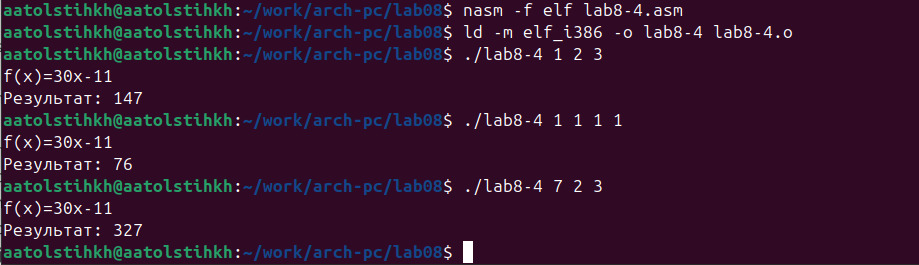 aatolstihkh@aatolstihkh:~/work/arch-pc/lab08$ nasm -f elf lab8-4.asm
aatolstihkh@aatolstihkh:~/work/arch-pc/lab08$ ld -m elf_i386 -o lab8-4 lab8-4.o
aatolstihkh@aatolstihkh:~/work/arch-pc/lab08$ ./lab8-4 1 2 3
f(x)=30x-11
Результат: 147
aatolstihkh@aatolstihkh:~/work/arch-pc/lab08$ ./lab8-4 1 1 1 1
f(x)=30x-11
Результат: 76
aatolstihkh@aatolstihkh:~/work/arch-pc/lab08$ ./lab8-4 7 2 3
f(x)=30x-11
Результат: 327
aatolstihkh@aatolstihkh:~/work/arch-pc/lab08$